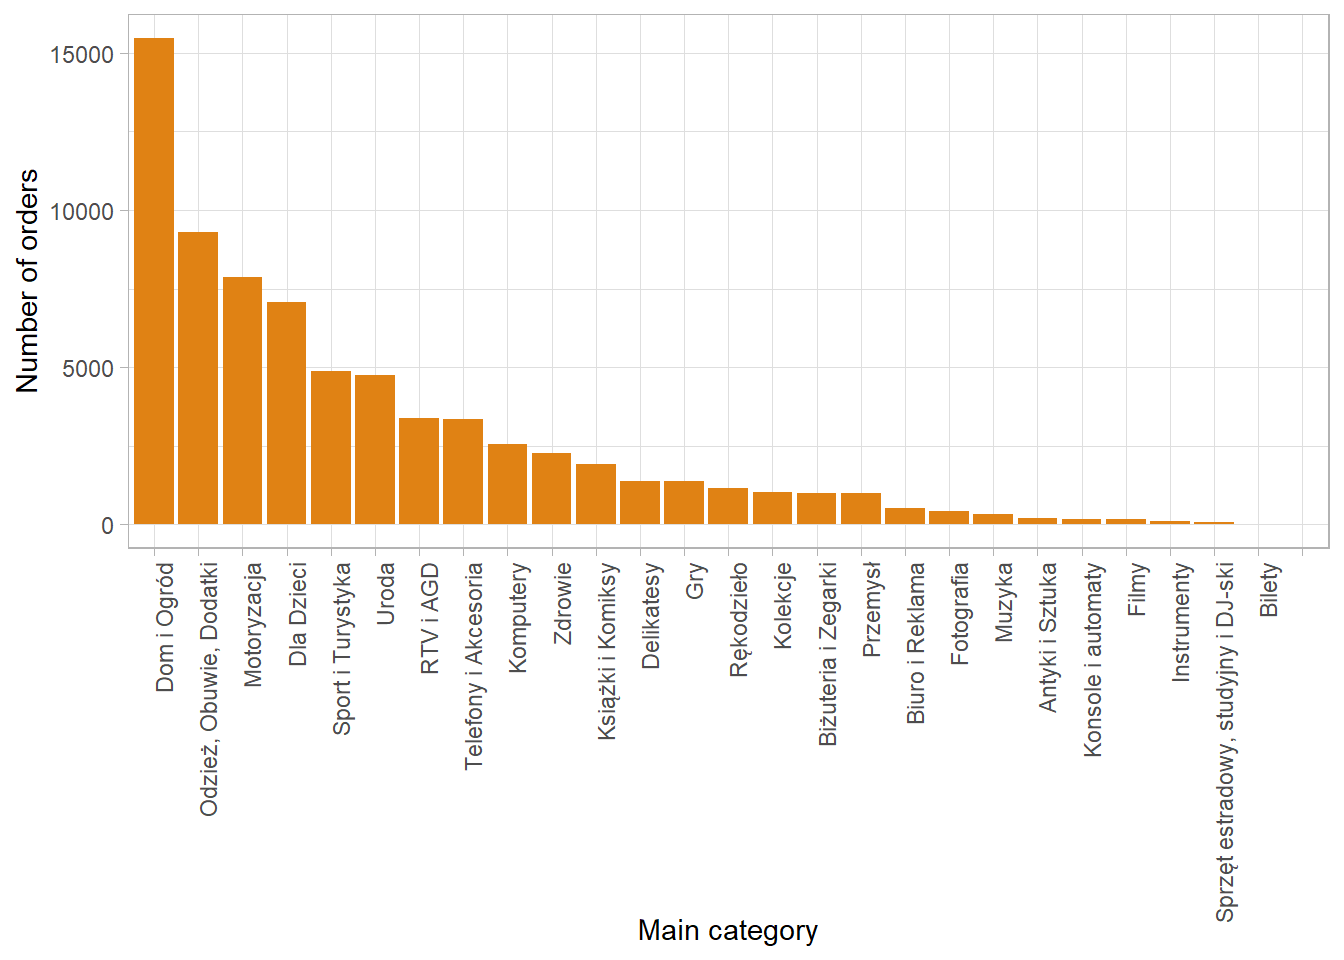 Number of orders
15000
10000
5000
0
Dom i Ogród
Odzież, Obuwie, Dodatki
Motoryzacja
Dla Dzieci
Sport i Turystyka
Uroda
RTV i AGD
Telefony i Akcesoria
Komputery
Zdrowie
Książki i Komiksy
Delikatesy
Gry
Rękodzieło
Kolekcje
Biżuteria i Zegarki
Przemysł
Biuro i Reklama
Fotografia
Muzyka
Antyki i Sztuka
Konsole i automaty
Filmy
Instrumenty
Sprzęt estradowy, studyjny i DJ-ski
Bilety
Main category